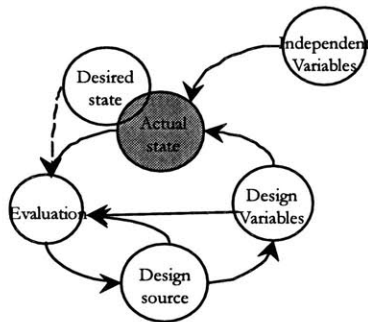 Independent
Variables
Desired
state
Actual
state
Evaluation
Design
Variables
Design
source